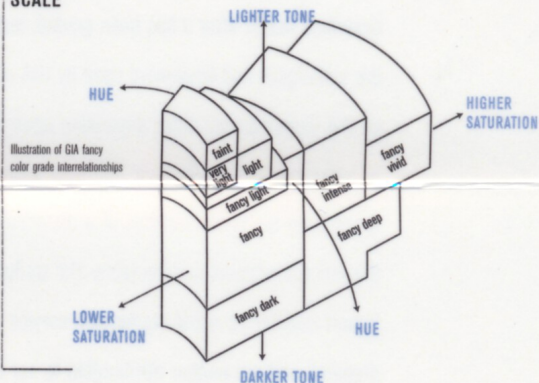 SCALE
LIGHTER TONE
HUE
HIGHER
SATURATION
Illustration of GIA fancy
color grade interrelationships
faint
very
light
light
fancy light
fancy
intense
fancy
vivid
fancy
fancy deep
fancy dark
LOWER
SATURATION
HUE
DARKER TONE